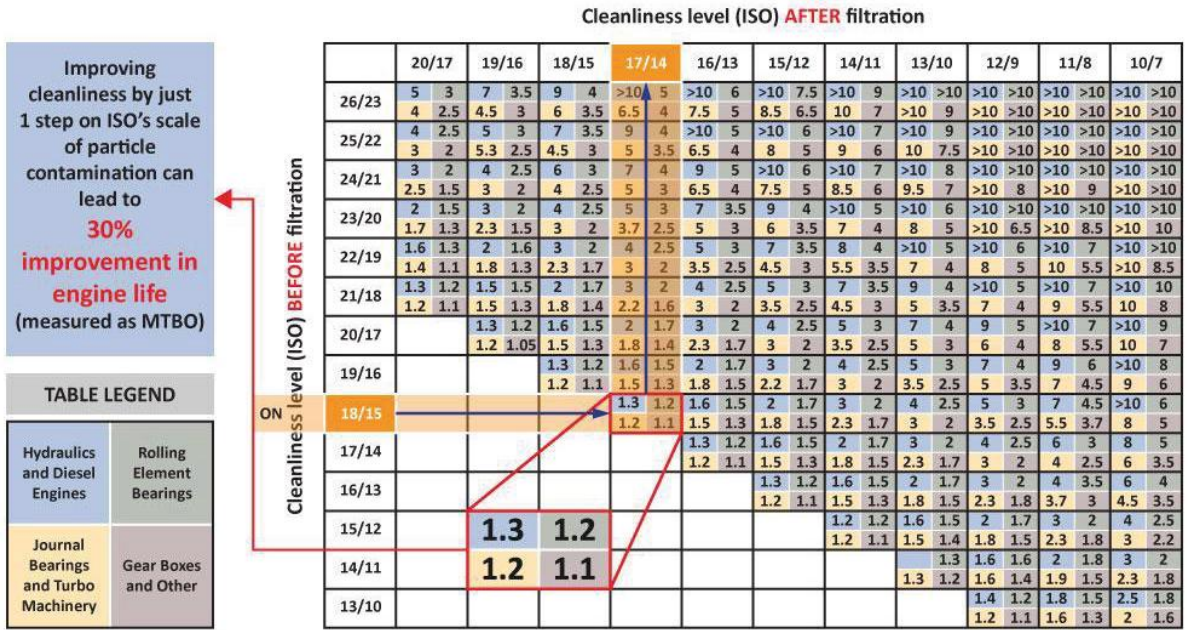 Cleanliness level (ISO) AFTER filtration
Improving
cleanliness by just
1 step on ISO's scale
of particle
contamination can
lead to
30%
improvement in
engine life
(measured as MTBO)
TABLE LEGEND
Hydraulics
and Diesel
Engines
Rolling
Element
Bearings
Journal
Bearings
and Turbo
Machinery
Gear Boxes
and Other
Cleanliness level (ISO) BEFORE filtration
ON
20/17 19/16 18/15 17/14 16/13 15/12 14/11 13/10 12/9 11/8 10/7
26/23
5 3 7 3.5 9 4 >10 5 >10 6 >10 7.5 >10 9 >10 >10 >10 >10 >10 >10 >10 >10
4 2.5 4.5 3 6 3.5 6.5 4 7.5 5 8.5 6.5 10 7 >10 9 >10 >10 >10 >10 >10 >10
25/22
4 2.5 5 3 7 3.5 9 4 >10 5 >10 6 >10 7 >10 9 >10 >10 >10 >10 >10 >10
3 2 5.3 2.5 4.5 3 5 3.5 6.5 4 8 5 9 6 10 7.5 >10 >10 >10 >10 >10 >10
24/21
3 2 4 2.5 6 3 7 4 9 5 >10 6 >10 7 >10 8 >10 >10 >10 >10 >10 >10
2.5 1.5 3 2 4 2.5 5 3 6.5 4 7.5 5 8.5 6 9.5 7 >10 8 >10 9 >10 >10
23/20
2 1.5 3 2 4 2.5 5 3 7 3.5 9 4 >10 5 >10 6 >10 >10 >10 >10 >10 >10
1.7 1.3 2.3 1.5 3 2 3.7 2.5 5 3 6 3.5 7 4 8 5 >10 6.5 >10 8.5 >10 10
22/19
1.6 1.3 2 1.6 3 2 4 2.5 5 3 7 3.5 8 4 >10 5 >10 6 >10 7 >10 >10
1.4 1.1 1.8 1.3 2.3 1.7 3 2 3.5 2.5 4.5 3 5.5 3.5 7 4 8 5 10 5.5 >10 8.5
21/18
1.3 1.2 1.5 1.5 2 1.7 3 2 4 2.5 5 3 7 3.5 9 4 >10 5 >10 7 >10 10
1.2 1.1 1.5 1.3 1.8 1.4 2.2 1.6 3 2 3.5 2.5 4.5 3 5 3.5 7 4 9 5.5 10 8
20/17
1.3 1.2 1.6 1.5 2 1.7 3 2 4 2.5 5 3 7 4 9 5 >10 7 >10 9
1.2 1.05 1.5 1.3 1.8 1.4 2.3 1.7 3 2 3.5 2.5 5 3 6 4 8 5.5 10 7
19/16
1.3 1.2 1.6 1.5 2 1.7 3 2 4 2.5 5 3 7 4 9 6 >10 8
1.2 1.1 1.5 1.3 1.8 1.5 2.2 1.7 3 2 3.5 2.5 5 3.5 7 4.5 9 6
18/15
1.3 1.2 1.6 1.5 2 1.7 3 2 4 2.5 5 3 7 4.5 >10 6
1.2 1.1 1.5 1.3 1.8 1.5 2.3 1.7 3 2 3.5 2.5 5.5 3.7 8 5
17/14
1.3 1.2 1.6 1.5 2 1.7 3 2 4 2.5 6 3 8 5
1.2 1.1 1.5 1.3 1.8 1.5 2.3 1.7 3 2 4 2.5 6 3.5
16/13
1.3 1.2 1.6 1.5 2 1.7 3 2 4 3.5 6 4
1.2 1.1 1.5 1.3 1.8 1.5 2.3 1.8 3.7 3 4.5 3.5
15/12
1.2 1.2 1.6 1.5 2 1.7 3 2 4 2.5
1.2 1.1 1.5 1.4 1.8 1.5 2.3 1.8 3 2.2
14/11
1.3 1.6 1.6 2 1.8 3 2
1.3 1.2 1.6 1.4 1.9 1.5 2.3 1.8
13/10
1.4 1.2 1.8 1.5 2.5 1.8
1.2 1.1 1.6 1.3 2 1.6
1.3 1.2
1.2 1.1